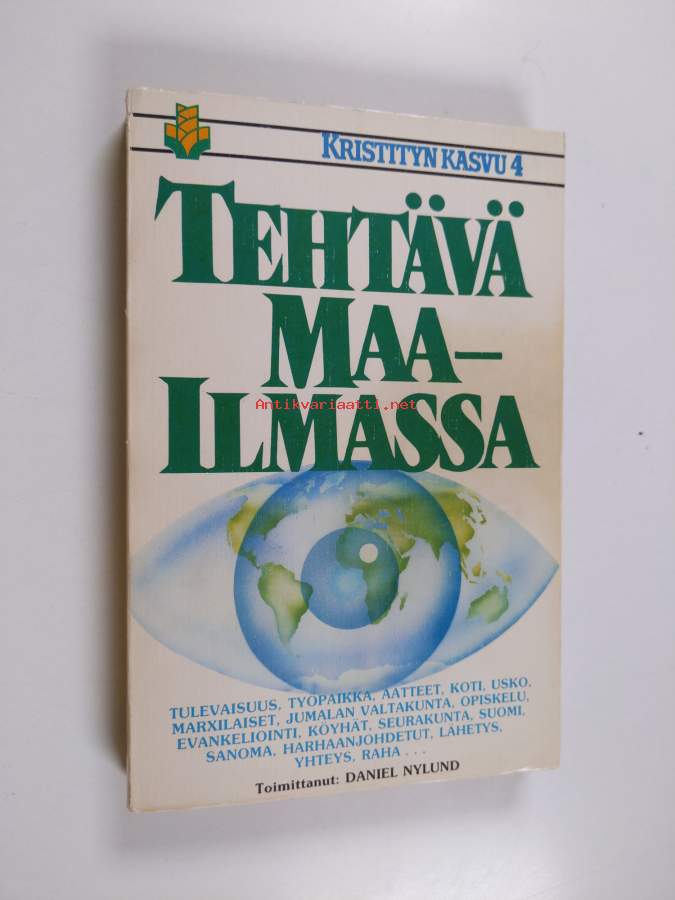 KRISTITYN KASVU 4
TEHTÄVÄ
MAA–
ILMASSA
Antikvariaatti.net
TULEVAISUUS, TYÖPAIKKA, AATTEET, KOTI, USKO,
MARXILAISET, JUMALAN VALTAKUNTA, OPISKELU,
EVANKELIOINTI, KÖYHÄT, SEURAKUNTA, SUOMI,
SANOMA, HARHAANJOHDETUT, LÄHETYS,
YHTEYS, RAHA . . .
Toimittanut: DANIEL NYLUND